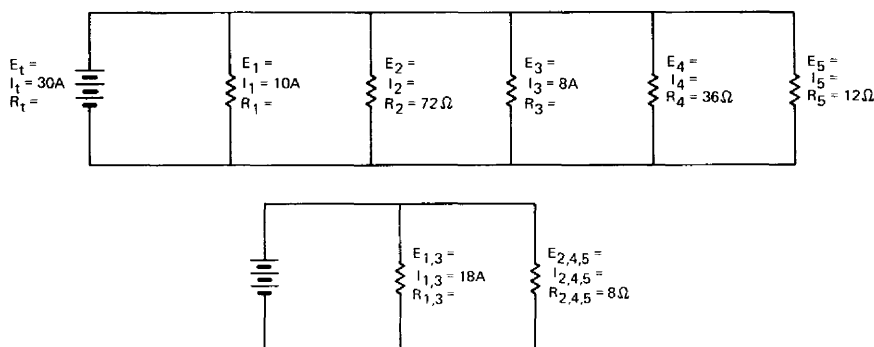 E₁ =
E₂ =
E₃ =
E₄ =
E₅ =
Eₜ =
Iₜ = 30A
Rₜ =
I₁ = 10A
R₁ =
I₂ =
R₂ = 72Ω
I₃ = 8A
R₃ =
I₄ =
R₄ = 36Ω
I₅ =
R₅ = 12Ω
E₁,₃ =
I₁,₃ = 18A
R₁,₃ =
E₂,₄,₅ =
I₂,₄,₅ =
R₂,₄,₅ = 8Ω